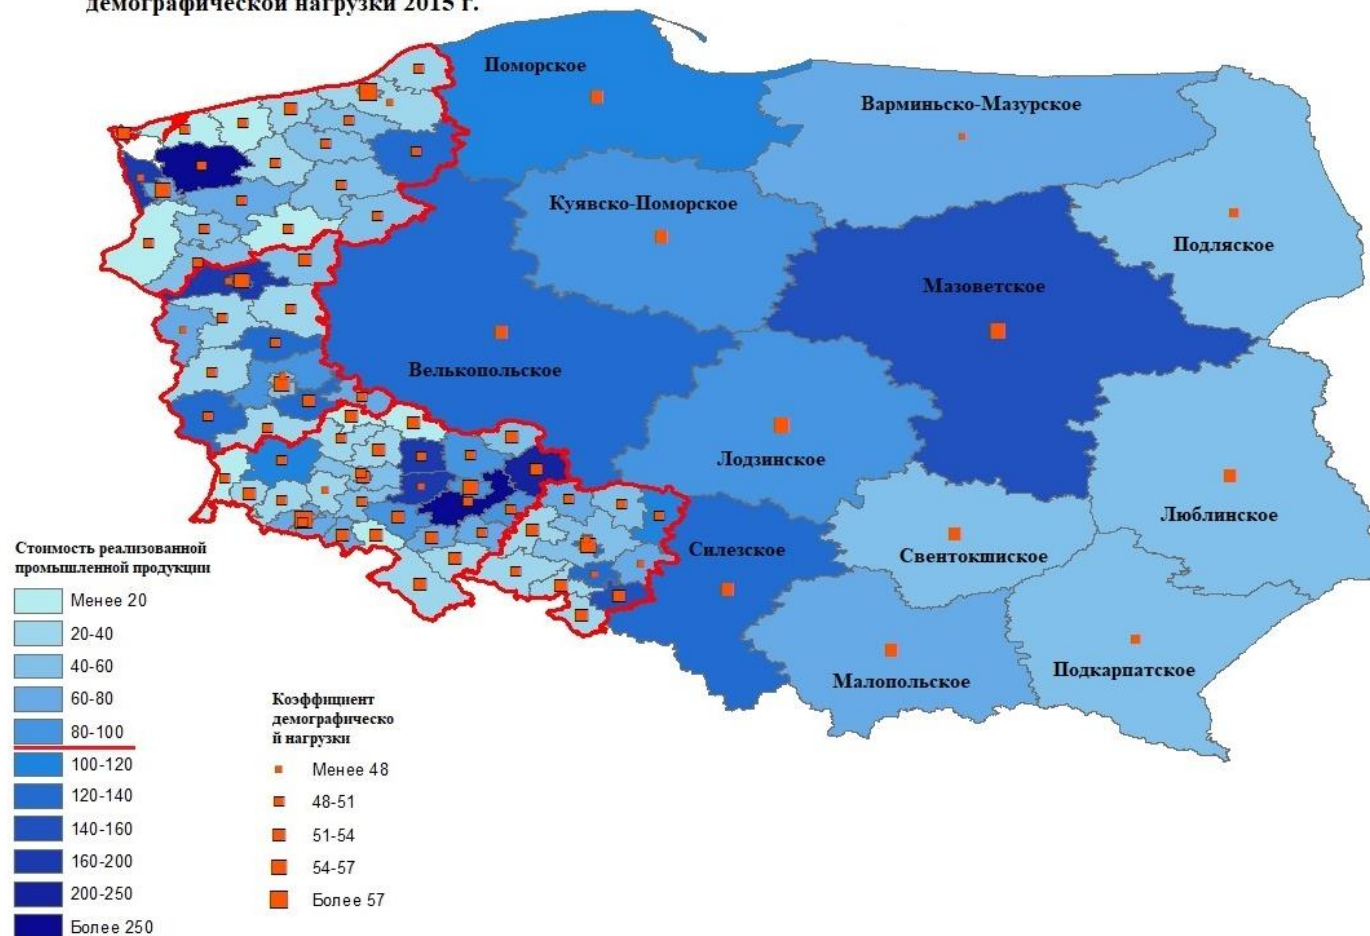 демографической нагрузки 2015 г.
Поморское
Варминьско-Мазурское
Куявско-Поморское
Подляское
Мазоветское
Велькопольское
Лодзинское
Люблинское
Силезское
Свентокшиское
Малопольское
Подкарпатское
Стоимость реализованной
промышленной продукции
Менее 20
20-40
40-60
60-80
80-100
100-120
120-140
140-160
160-200
200-250
Более 250
Коэффициент
демографическо
й нагрузки
Менее 48
48-51
51-54
54-57
Более 57